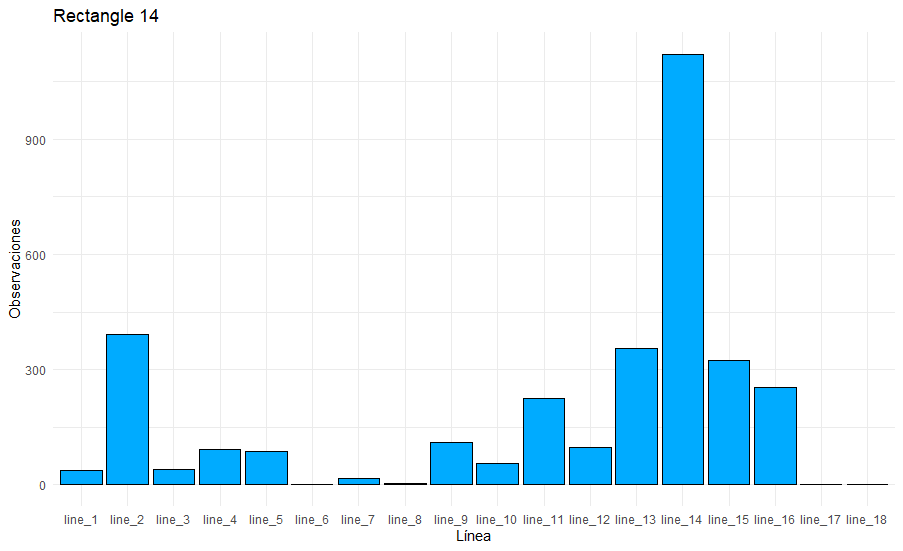 Rectangle 14
Observaciones
900
600
300
0
line_1 line_2 line_3 line_4 line_5 line_6 line_7 line_8 line_9 line_10 line_11 line_12 line_13 line_14 line_15 line_16 line_17 line_18
Línea